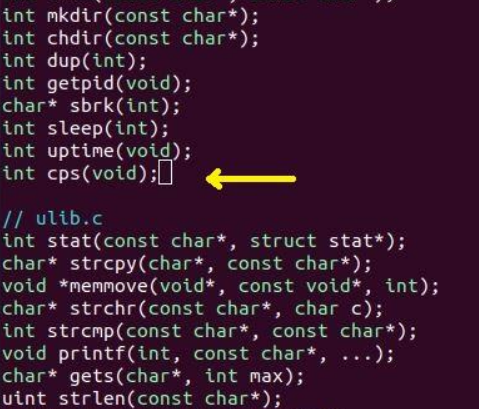 int mkdir(const char*);
int chdir(const char*);
int dup(int);
int getpid(void);
char* sbrk(int);
int sleep(int);
int uptime(void);
int cps(void);
// ulib.c
int stat(const char*, struct stat*);
char* strcpy(char*, const char*);
void *memmove(void*, const void*, int);
char* strchr(const char*, char c);
int strcmp(const char*, const char*);
void printf(int, const char*, ...);
char* gets(char*, int max);
uint strlen(const char*);